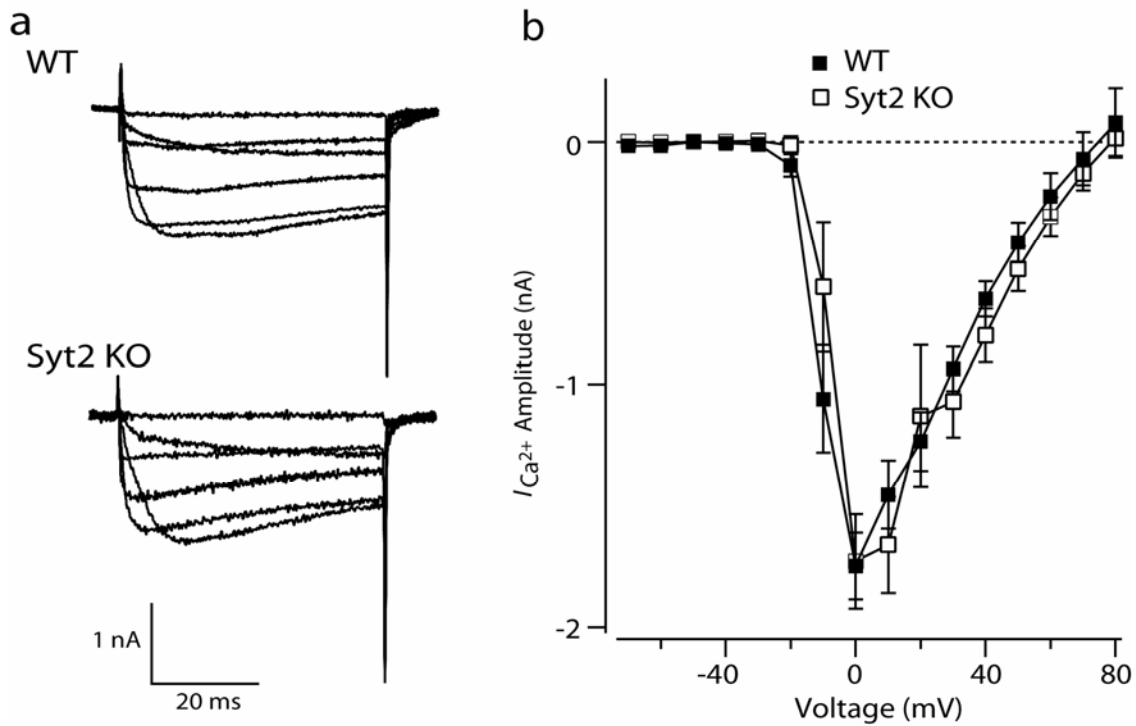 a
WT
Syt2 KO
1 nA
20 ms
b
WT
Syt2 KO
0
-1
-2
I Ca2+ Amplitude (nA)
-40 0 40 80
Voltage (mV)